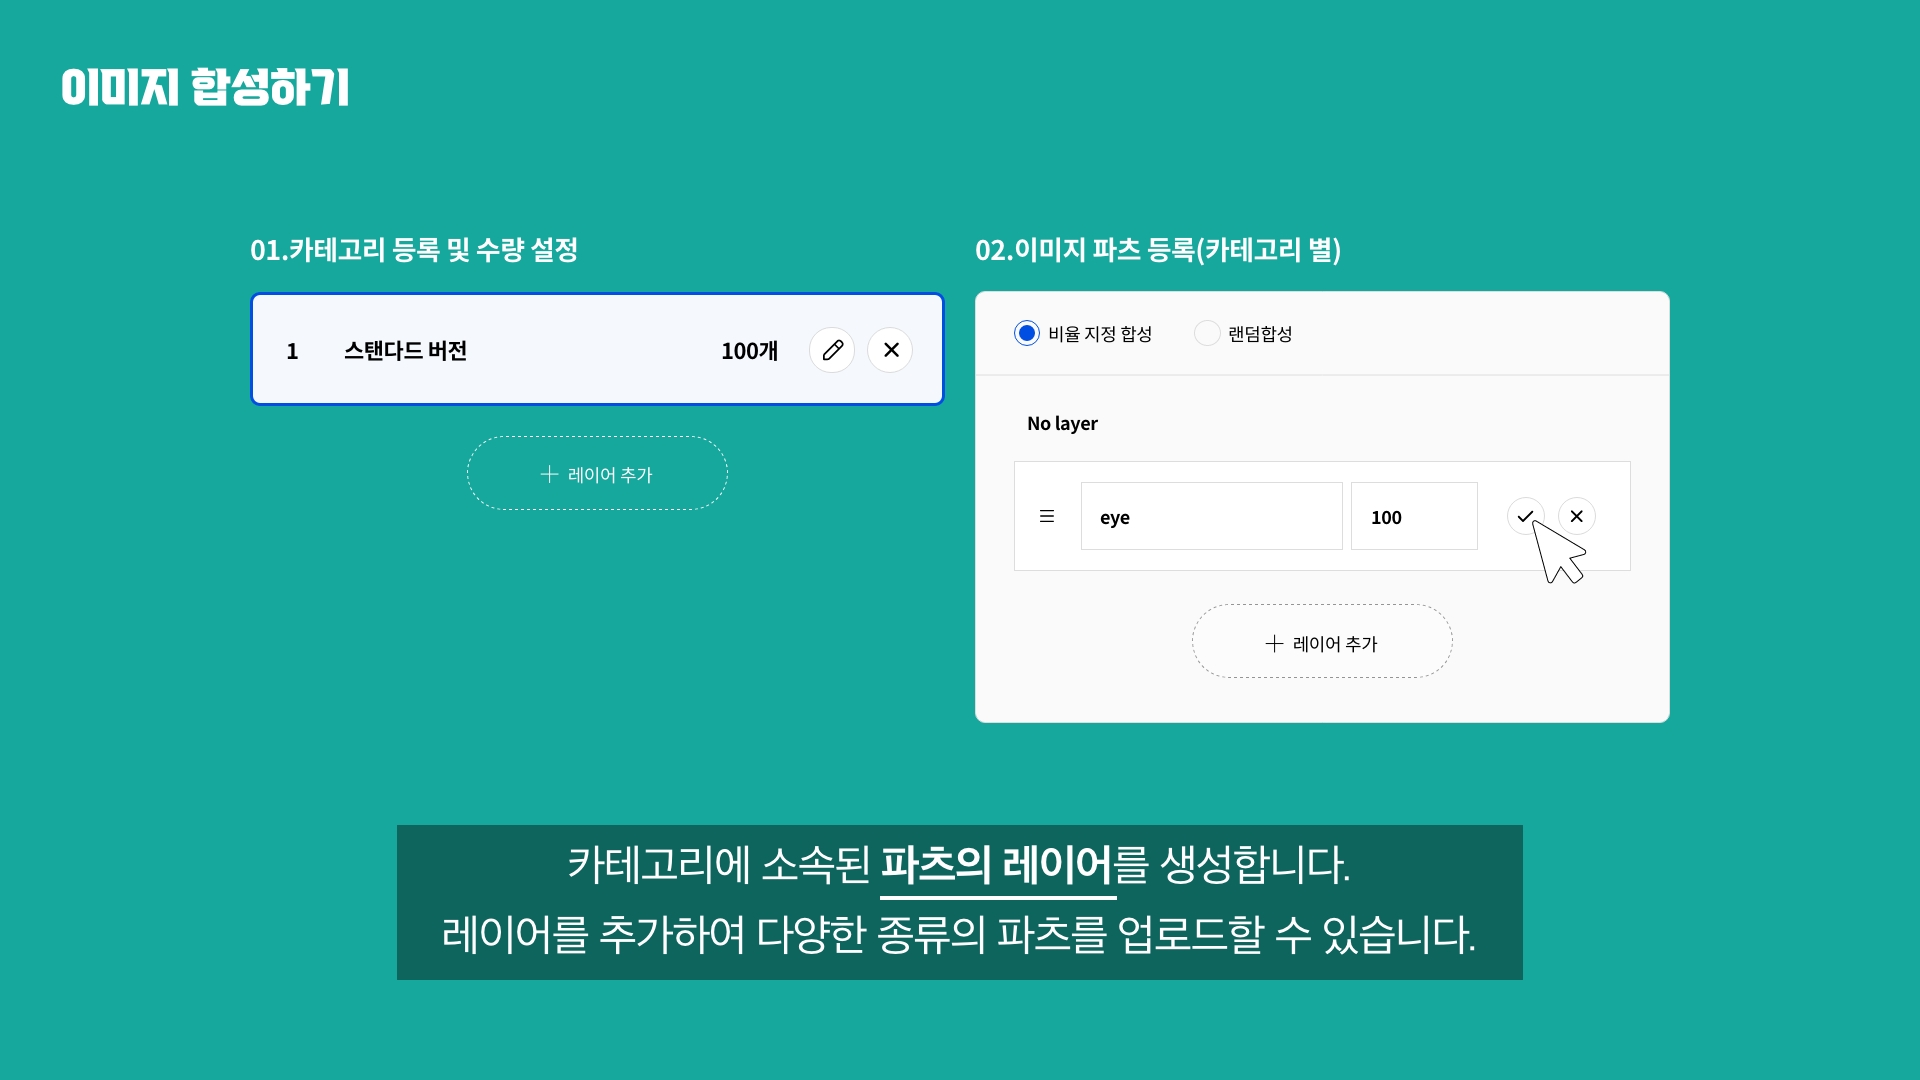 이미지 합성하기
01.카테고리 등록 및 수량 설정
1 스탠다드 버전 100개
레이어 추가
02.이미지 파츠 등록(카테고리 별)
비율 지정 합성 랜덤합성
No layer
eye 100
레이어 추가
카테고리에 소속된 파츠의 레이어를 생성합니다.
레이어를 추가하여 다양한 종류의 파츠를 업로드할 수 있습니다.